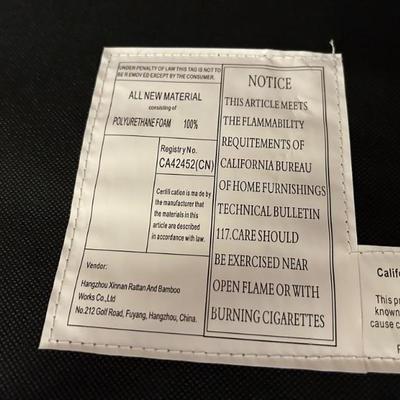 UNDER PENALTY OF LAW THIS TAG IS NOT TO
BE REMOVED EXCEPT BY THE CONSUMER.
ALL NEW MATERIAL
consisting of
POLYURETHANE FOAM 100%
Registry No.
CA42452(CN)
Certifi cation is made by
the manufacturer that
the materials in this
article are described
in accordance with law.
Vendor:
Hangzhou Xinnan Rattan And Bamboo
Works Co.,Ltd
No.212 Golf Road, Fuyang, Hangzhou, China.
NOTICE
THIS ARTICLE MEETS
THE FLAMMABILITY
REQUITEMENTS OF
CALIFORNIA BUREAU
OF HOME FURNISHINGS
TECHNICAL BULLETIN
117.CARE SHOULD
BE EXERCISED NEAR
OPEN FLAME OR WITH
BURNING CIGARETTES
Califo
This pr
known
cause c